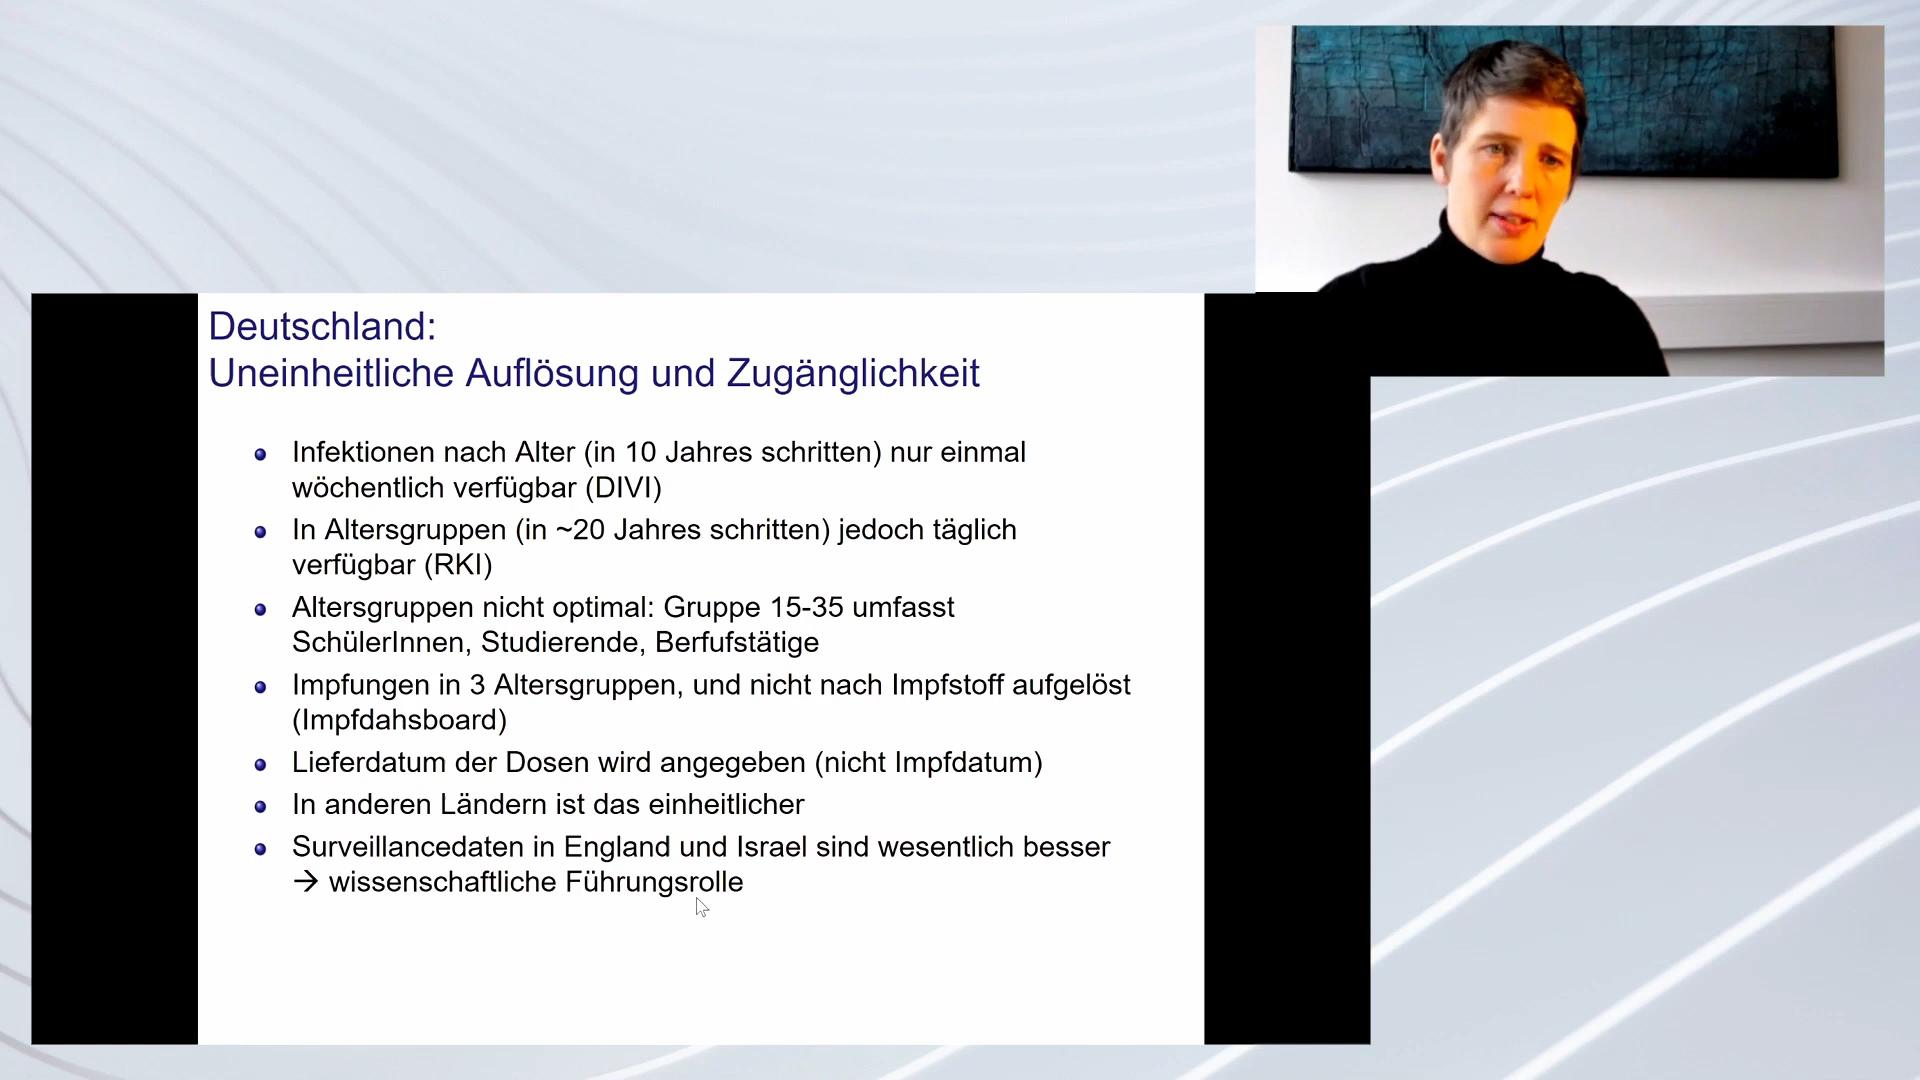 Deutschland:
Uneinheitliche Auflösung und Zugänglichkeit
Infektionen nach Alter (in 10 Jahres schritten) nur einmal
wöchentlich verfügbar (DIVI)
In Altersgruppen (in ~20 Jahres schritten) jedoch täglich
verfügbar (RKI)
Altersgruppen nicht optimal: Gruppe 15-35 umfasst
SchülerInnen, Studierende, Berfufstätige
Impfungen in 3 Altersgruppen, und nicht nach Impfstoff aufgelöst
(Impfdahsboard)
Lieferdatum der Dosen wird angegeben (nicht Impfdatum)
In anderen Ländern ist das einheitlicher
Surveillancedaten in England und Israel sind wesentlich besser
→ wissenschaftliche Führungsrolle